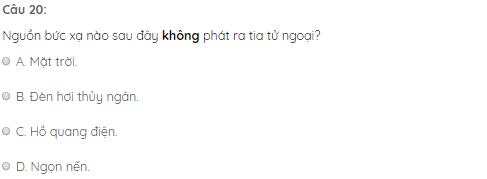 Câu 20:
Nguồn bức xạ nào sau đây không phát ra tia tử ngoại?
A. Mặt trời.
B. Đèn hơi thủy ngân.
C. Hồ quang điện.
D. Ngọn nến.